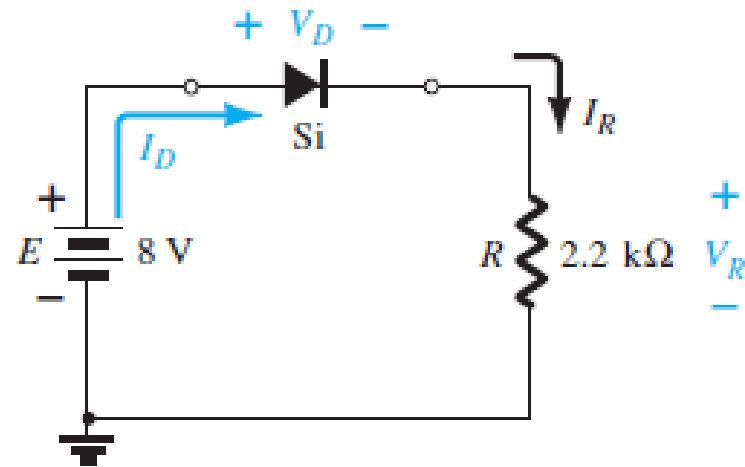 + V_D −
I_D
Si
I_R
+
E 8 V
−
R 2.2 kΩ
+
V_R
−